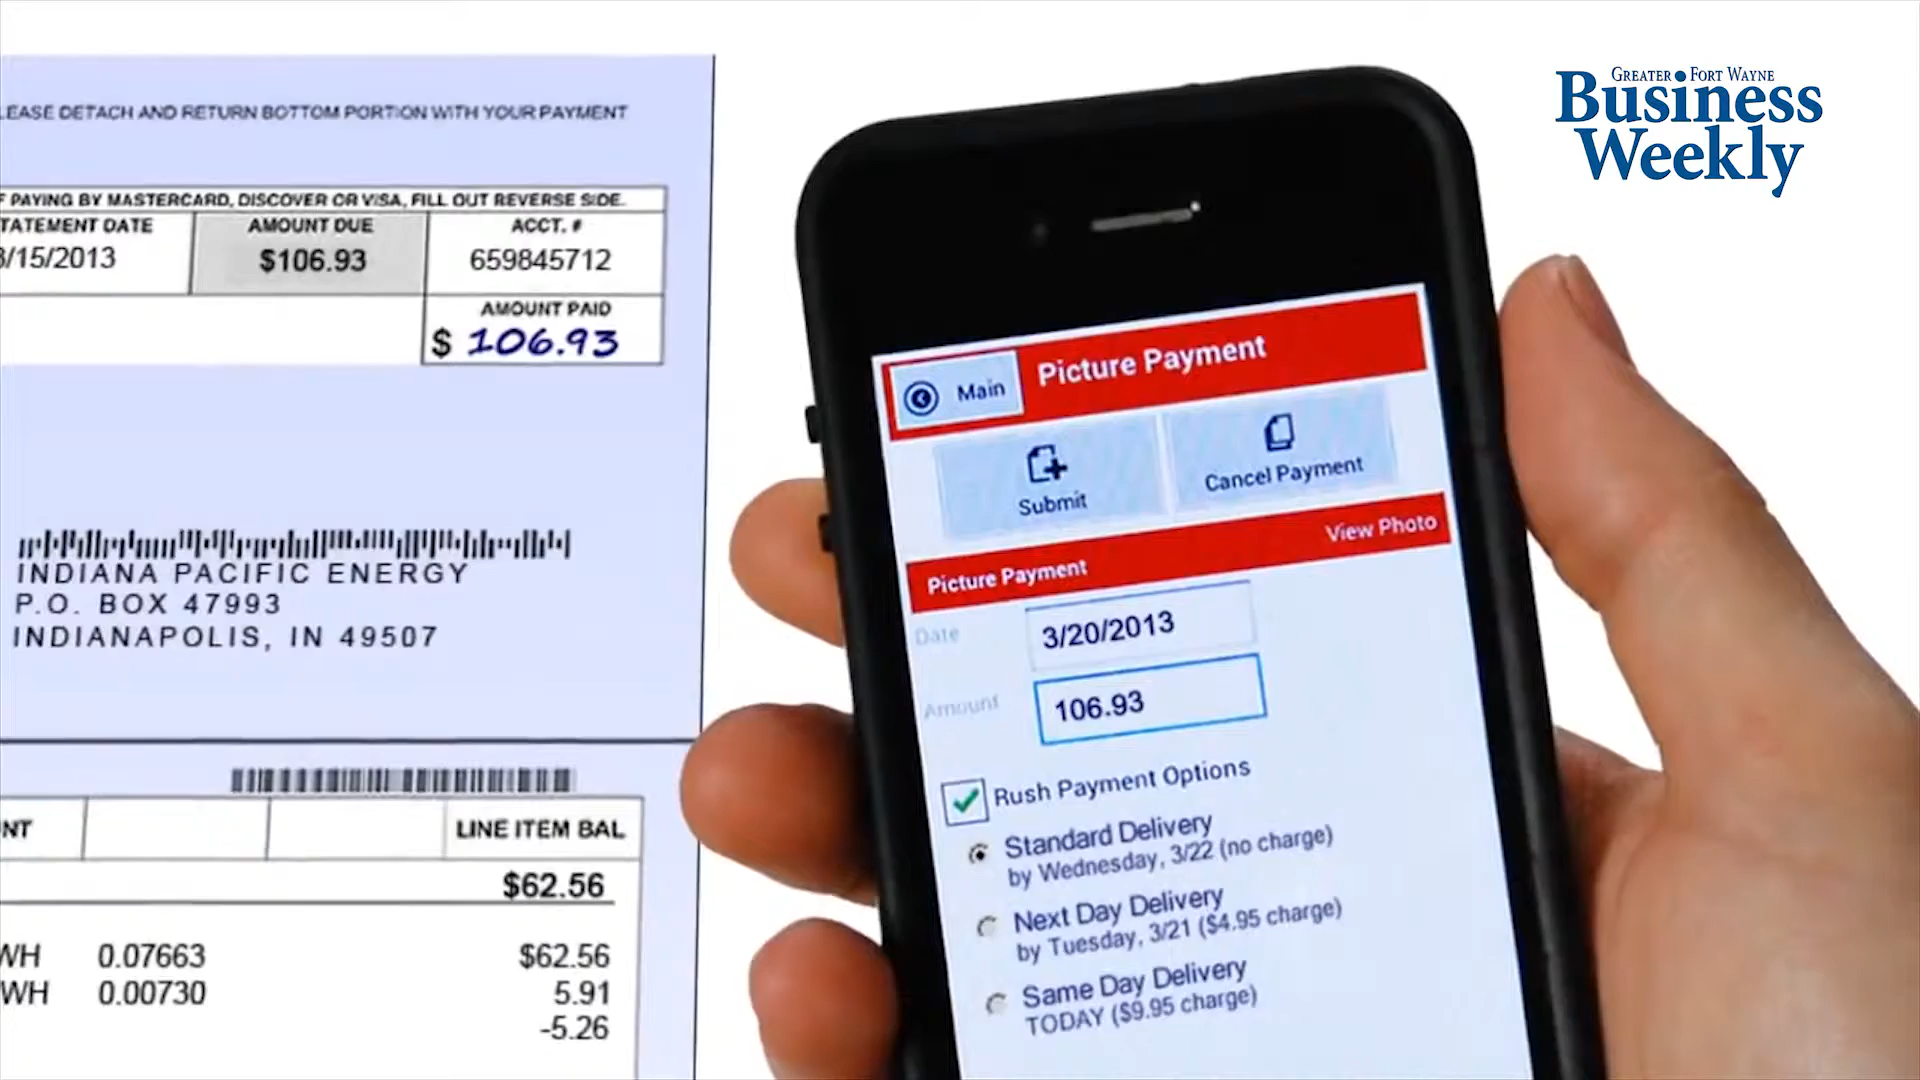 GREATER FORT WAYNE
Business
Weekly
LEASE DETACH AND RETURN BOTTOM PORTION WITH YOUR PAYMENT
F PAYING BY MASTERCARD, DISCOVER OR VISA, FILL OUT REVERSE SIDE.
TATEMENT DATE AMOUNT DUE ACCT. #
/15/2013 $106.93 659845712
AMOUNT PAID
$ 106.93
INDIANA PACIFIC ENERGY
P.O. BOX 47993
INDIANAPOLIS, IN 49507
NT LINE ITEM BAL
$62.56
WH 0.07663 $62.56
WH 0.00730 5.91
-5.26
Main Picture Payment
Submit Cancel Payment
Picture Payment View Photo
Date 3/20/2013
Amount 106.93
Rush Payment Options
Standard Delivery
by Wednesday, 3/22 (no charge)
Next Day Delivery
by Tuesday, 3/21 ($4.95 charge)
Same Day Delivery
TODAY ($9.95 charge)